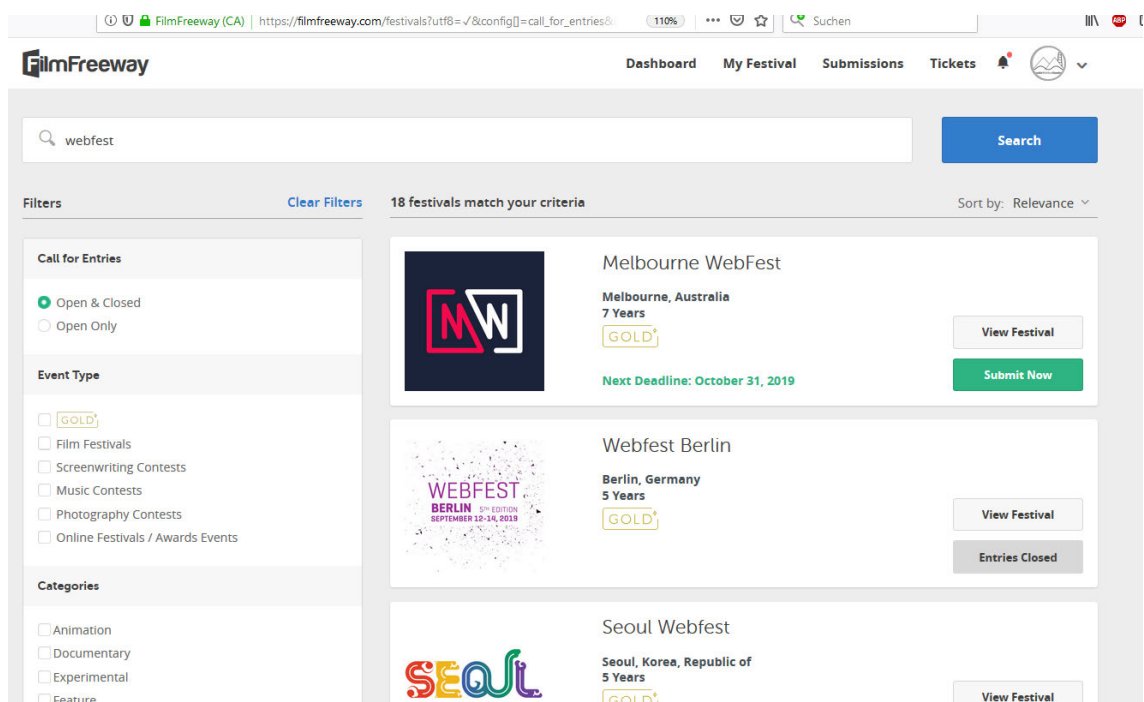 FilmFreeway (CA) https://filmfreeway.com/festivals?utf8=✓&config[]=call_for_entries& 110% ••• Suchen ABP
FilmFreeway Dashboard My Festival Submissions Tickets
webfest Search
Filters Clear Filters
Call for Entries
Open & Closed
Open Only
Event Type
GOLD
Film Festivals
Screenwriting Contests
Music Contests
Photography Contests
Online Festivals / Awards Events
Categories
Animation
Documentary
Experimental
Feature
18 festivals match your criteria Sort by: Relevance
MW
Melbourne WebFest
Melbourne, Australia
7 Years
GOLD
Next Deadline: October 31, 2019
View Festival
Submit Now
WEBFEST
BERLIN 5TH EDITION
SEPTEMBER 12-14, 2019
Webfest Berlin
Berlin, Germany
5 Years
GOLD
View Festival
Entries Closed
SEOUL
Seoul Webfest
Seoul, Korea, Republic of
5 Years
GOLD
View Festival